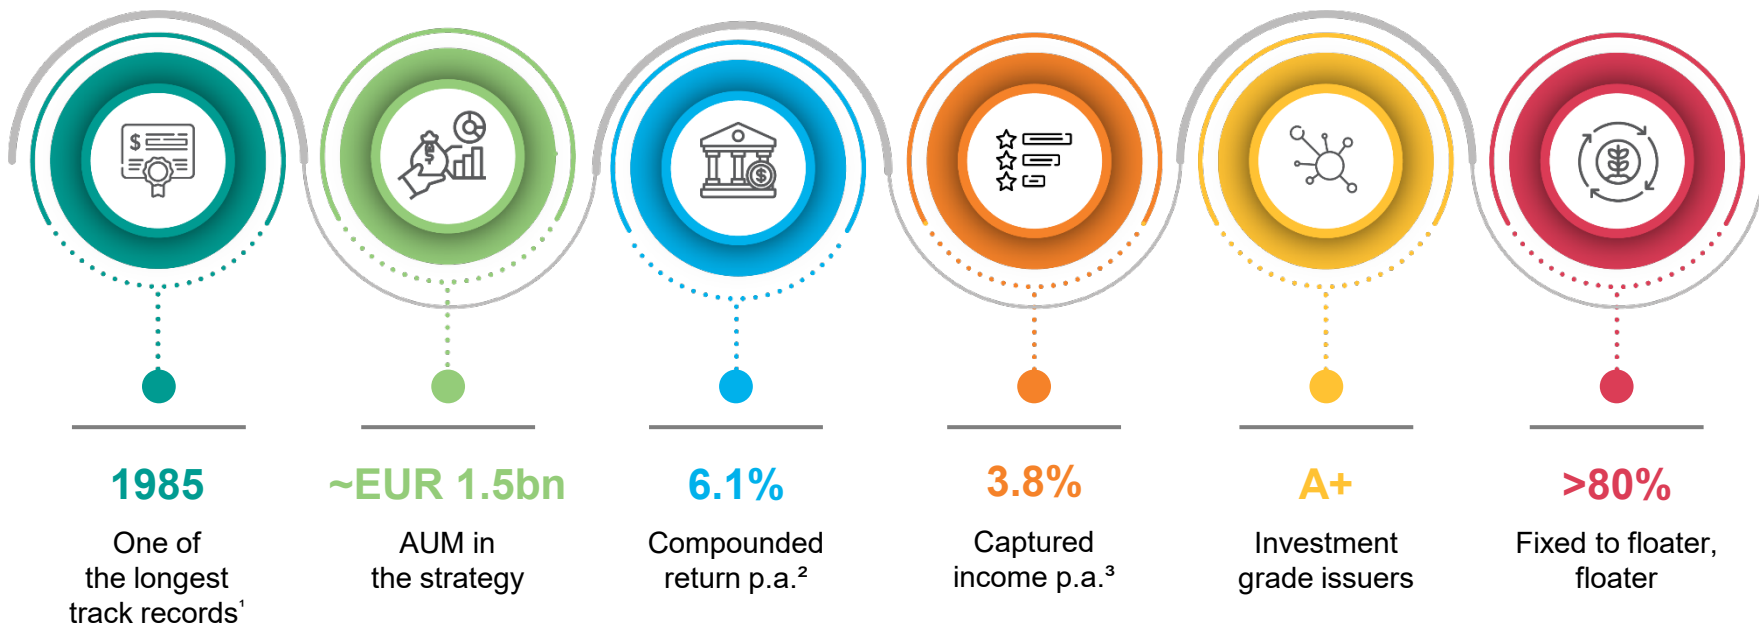 1985
One of
the longest
track records¹
~EUR 1.5bn
AUM in
the strategy
6.1%
Compounded
return p.a.²
3.8%
Captured
income p.a.³
A+
Investment
grade issuers
>80%
Fixed to floater,
floater